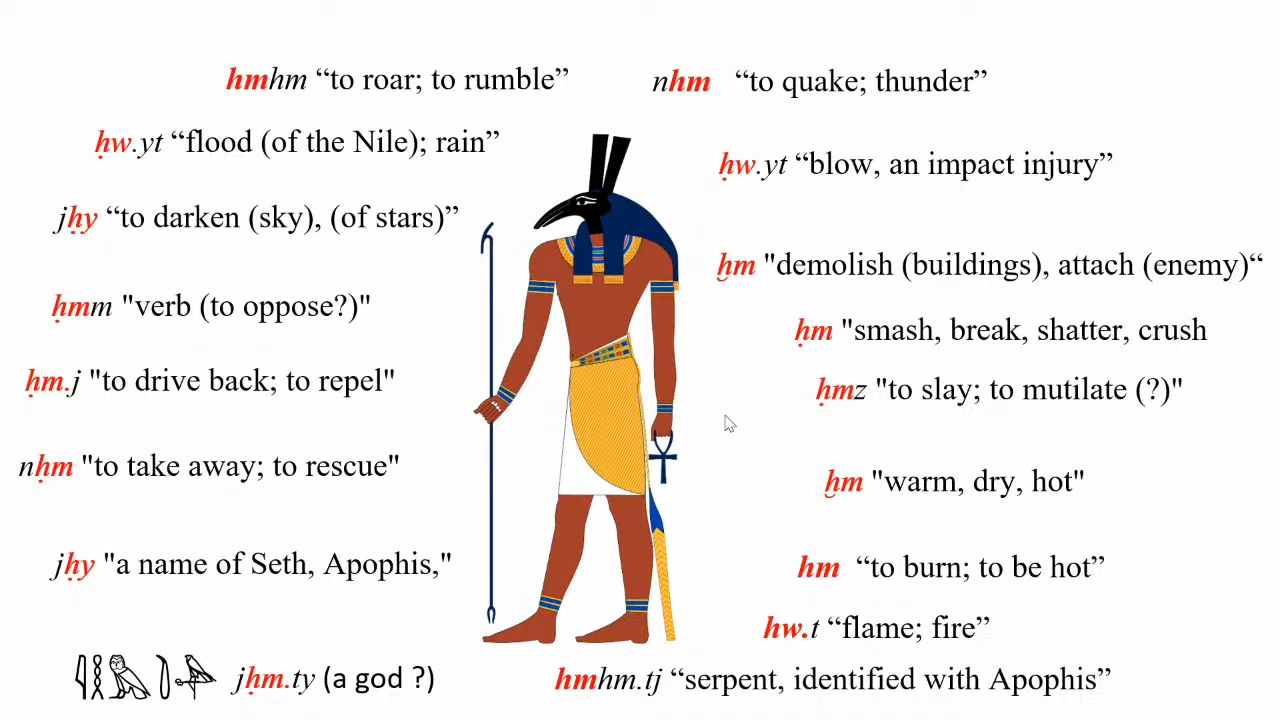 hmhm “to roar; to rumble”
nhm “to quake; thunder”
ḥw.yt “flood (of the Nile); rain”
ḥw.yt “blow, an impact injury”
jḥy “to darken (sky), (of stars)”
ḫm "demolish (buildings), attach (enemy)“
ḥmm "verb (to oppose?)"
ḥm "smash, break, shatter, crush
ḥm.j "to drive back; to repel"
ḥmz "to slay; to mutilate (?)"
nḥm "to take away; to rescue"
ḫm "warm, dry, hot"
jḥy "a name of Seth, Apophis,"
hm “to burn; to be hot”
hw.t “flame; fire”
jḥm.ty (a god ?)
hmhm.tj “serpent, identified with Apophis”